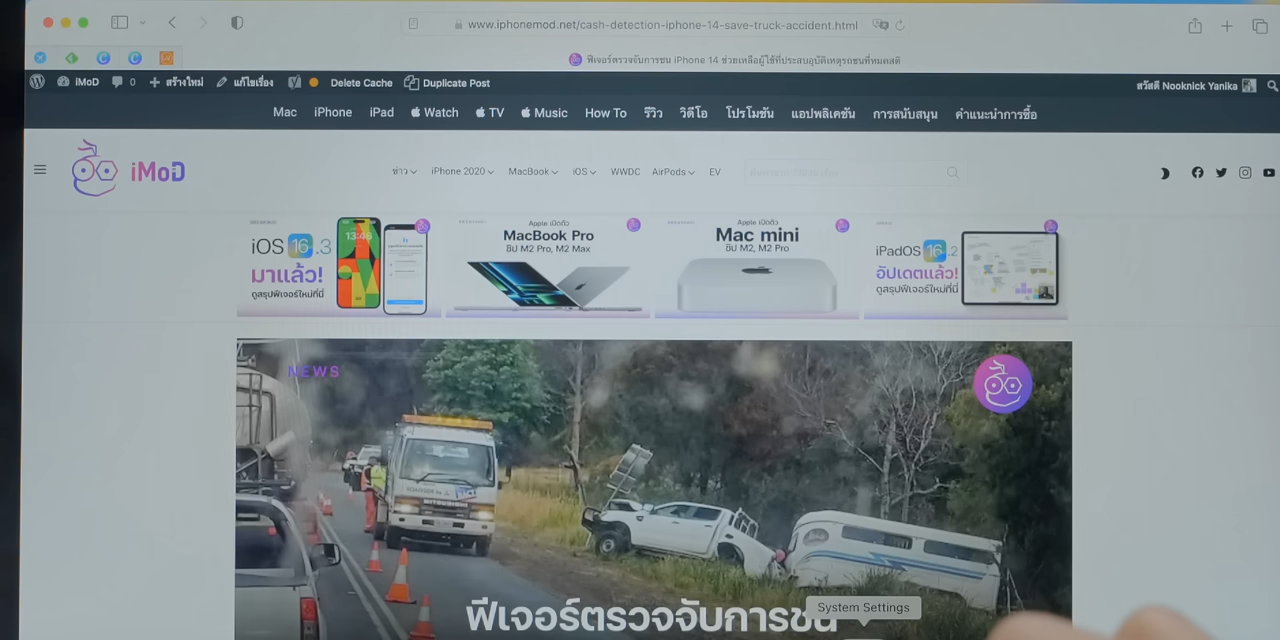 www.iphonemod.net/cash-detection-iphone-14-save-truck-accident.html
ฟีเจอร์ตรวจจับการชน iPhone 14 ช่วยเหลือผู้ใช้ที่ประสบอุบัติเหตุรถชนที่หมดสติ
iMoD 0 สร้างใหม่ แก้ไขเรื่อง Delete Cache Duplicate Post สวัสดี Nooknick Yanika
Mac iPhone iPad Watch TV Music How To รีวิว วิดีโอ โปรโมชัน แอปพลิเคชัน การสนับสนุน คำแนะนำการซื้อ
iMoD
ข่าว iPhone 2020 MacBook iOS WWDC AirPods EV
iOS 16.3
มาแล้ว!
ดูสรุปฟีเจอร์ใหม่ที่นี่
13:46
Apple เปิดตัว
MacBook Pro
ชิป M2 Pro, M2 Max
Apple เปิดตัว
Mac mini
ชิป M2, M2 Pro
iPadOS 16.2
อัปเดตแล้ว!
ดูสรุปฟีเจอร์ใหม่ที่นี่
NEWS
MITSUBISHI
ฟีเจอร์ตรวจจับการชน
System Settings